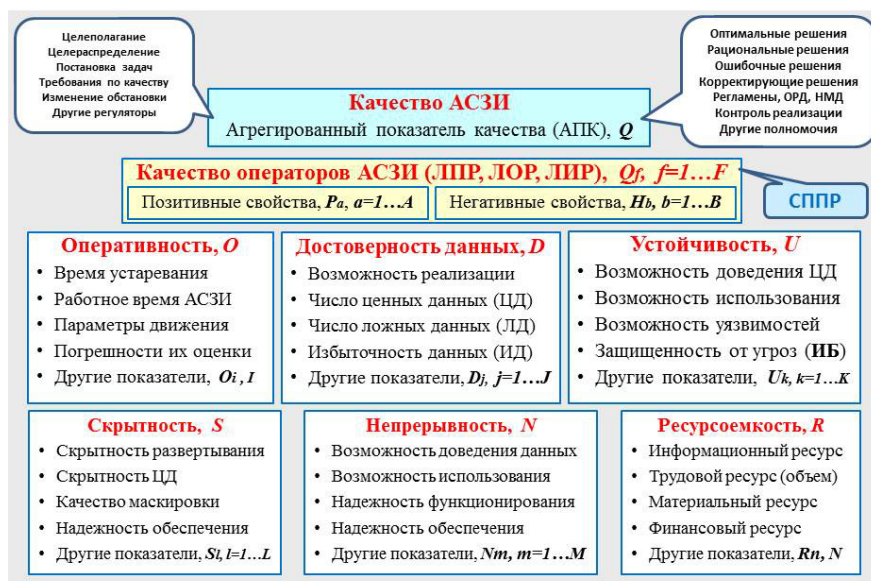 Целеполагание
Целераспределение
Постановка задач
Требования по качеству
Изменение обстановки
Другие регуляторы
Оптимальные решения
Рациональные решения
Ошибочные решения
Корректирующие решения
Регламены, ОРД, НМД
Контроль реализации
Другие полномочия
Качество АСЗИ
Агрегированный показатель качества (АПК), Q
Качество операторов АСЗИ (ЛПР, ЛОР, ЛИР), Qf, f=1...F
Позитивные свойства, Pa, a=1...A
Негативные свойства, Hb, b=1...B
СППР
Оперативность, O
• Время устаревания
• Работное время АСЗИ
• Параметры движения
• Погрешности их оценки
• Другие показатели, Oi , I
Достоверность данных, D
• Возможность реализации
• Число ценных данных (ЦД)
• Число ложных данных (ЛД)
• Избыточность данных (ИД)
• Другие показатели, Dj, j=1...J
Устойчивость, U
• Возможность доведения ЦД
• Возможность использования
• Возможность уязвимостей
• Защищенность от угроз (ИБ)
• Другие показатели, Uk, k=1...K
Скрытность, S
• Скрытность развертывания
• Скрытность ЦД
• Качество маскировки
• Надежность обеспечения
• Другие показатели, Sl, l=1...L
Непрерывность, N
• Возможность доведения данных
• Возможность использования
• Надежность функционирования
• Надежность обеспечения
• Другие показатели, Nm, m=1...M
Ресурсоемкость, R
• Информационный ресурс
• Трудовой ресурс (объем)
• Материальный ресурс
• Финансовый ресурс
• Другие показатели, Rn, N